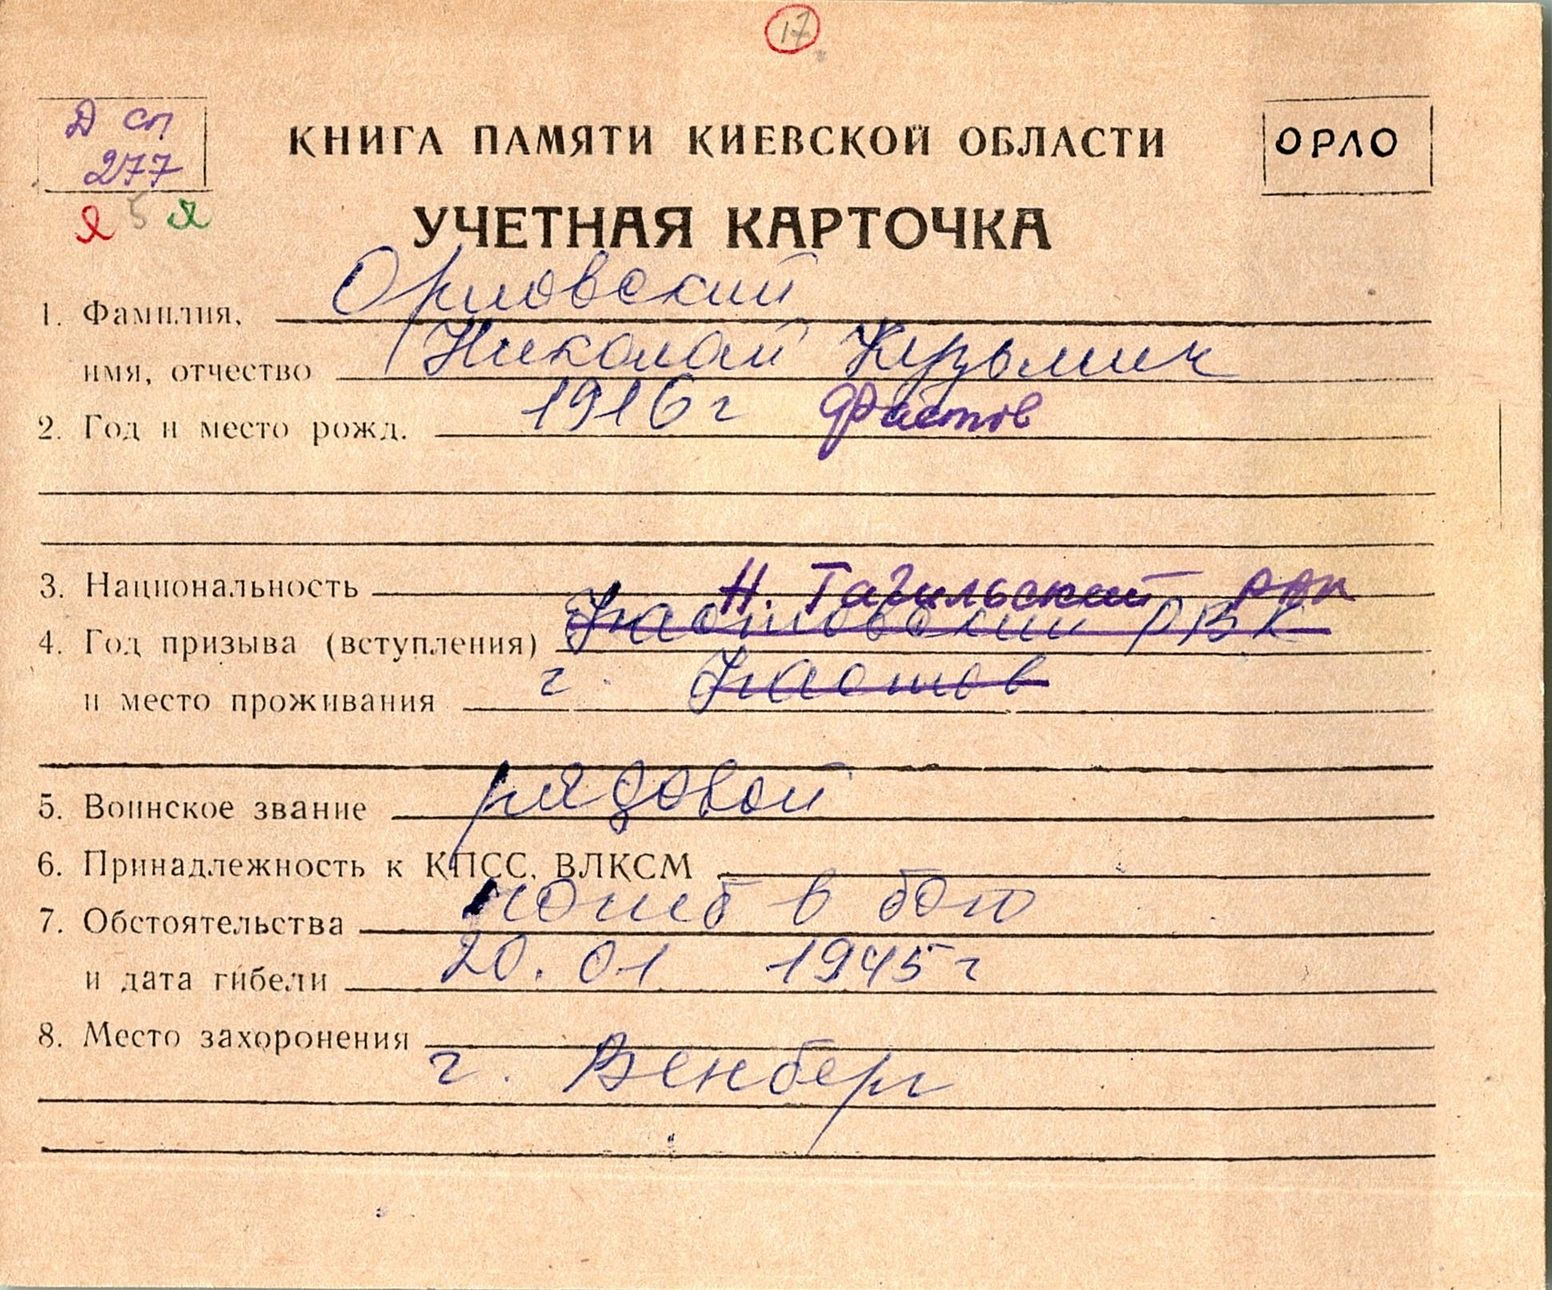 17
Д сп
277
КНИГА ПАМЯТИ КИЕВСКОЙ ОБЛАСТИ
ОРЛО
Я 5 Я
УЧЕТНАЯ КАРТОЧКА
1. Фамилия, Орловский
имя, отчество Николай Кузьмич
2. Год и место рожд. 1916 г Фастов
3. Национальность
Н. Тагильский РВК
4. Год призыва (вступления) Фастовский РВК
и место проживания г. Фастов
5. Воинское звание рядовой
6. Принадлежность к КПСС, ВЛКСМ
7. Обстоятельства погиб в бою
и дата гибели 20.01 1945 г
8. Место захоронения
г. Венберг